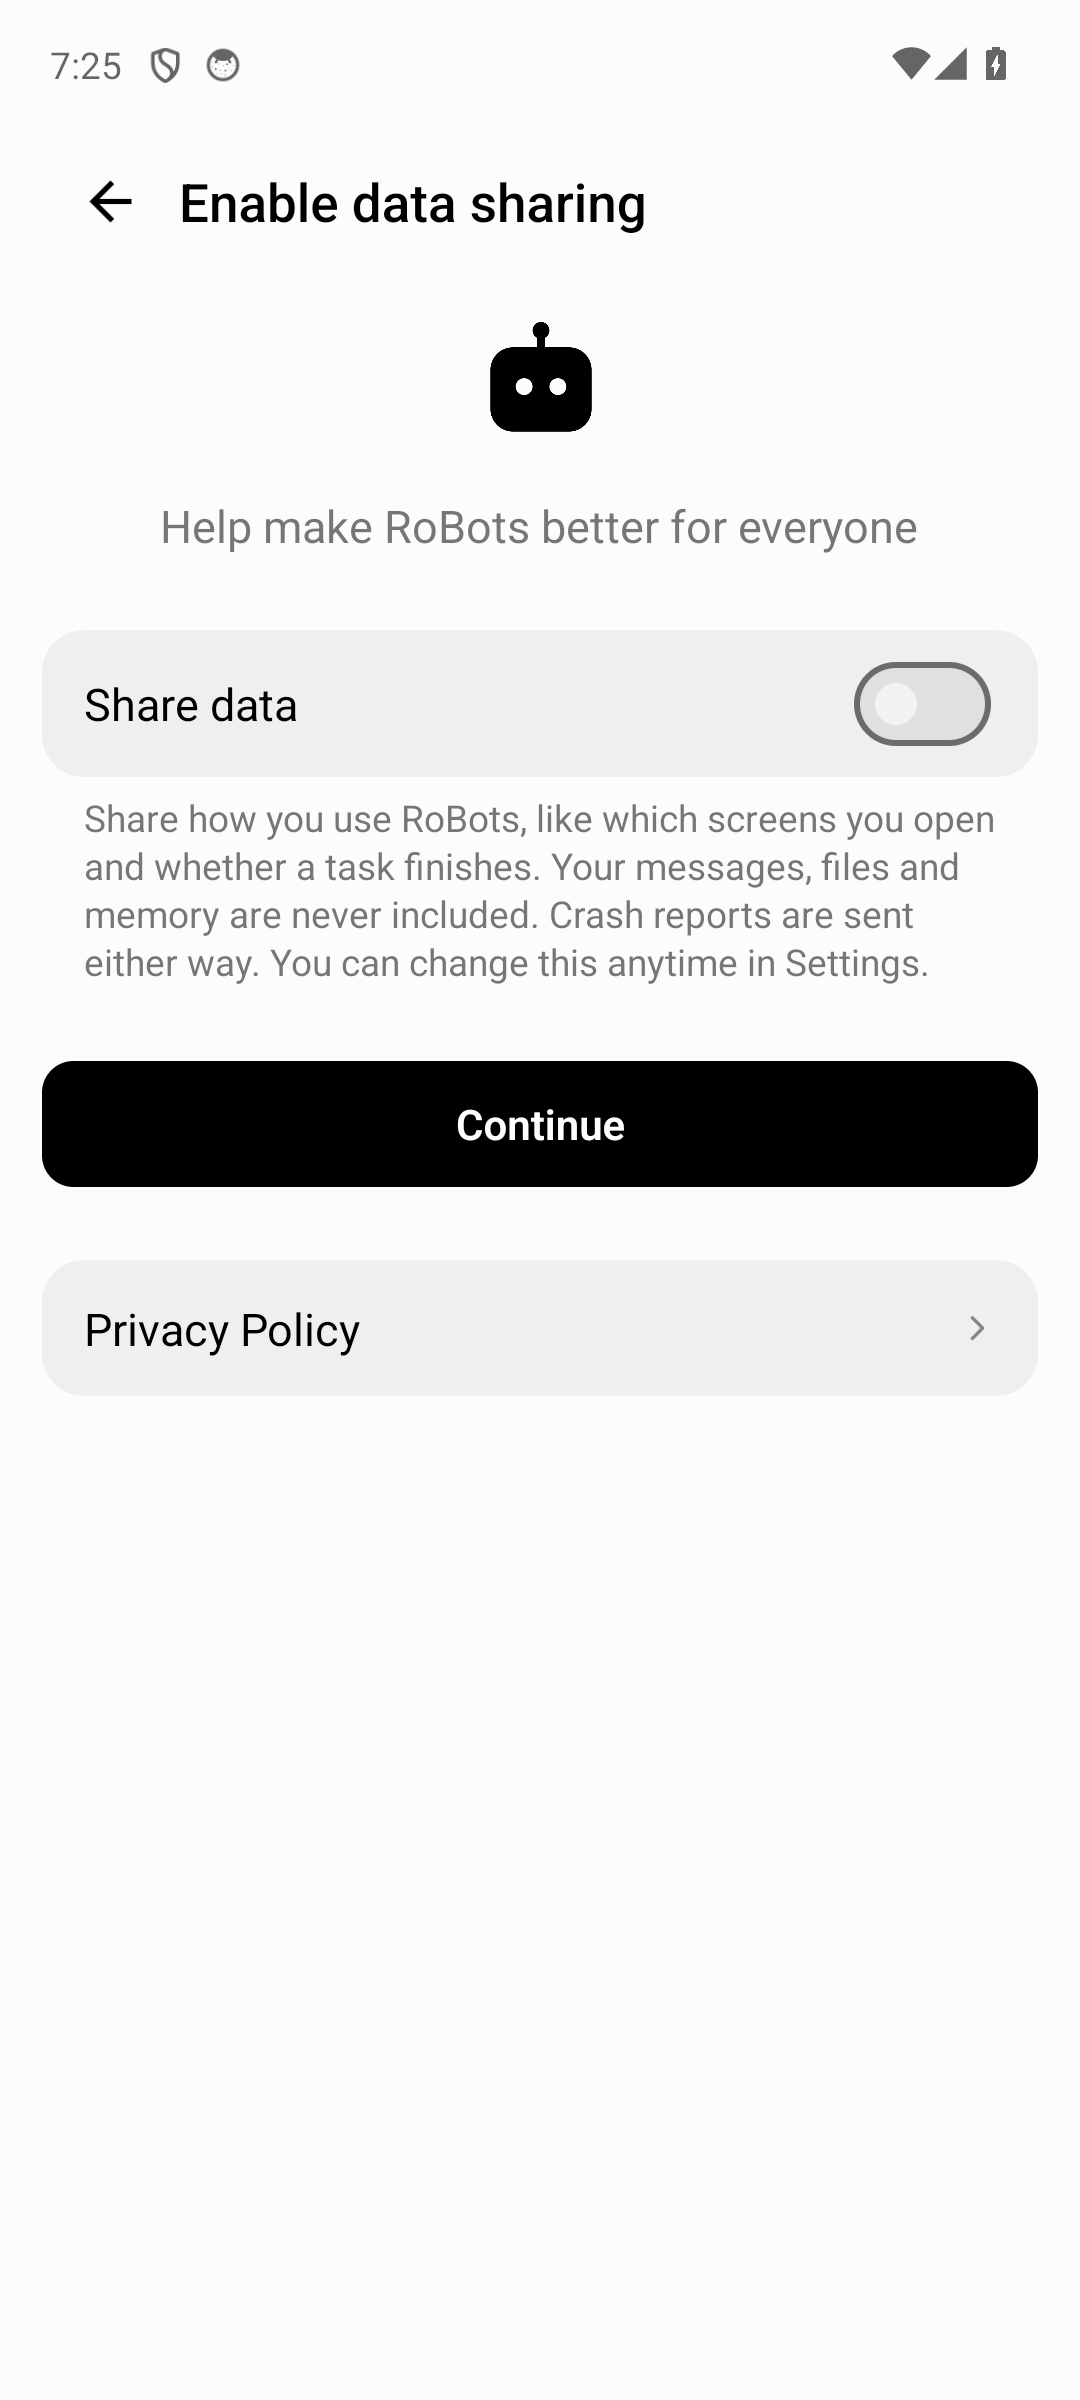 7:25
Enable data sharing
Help make RoBots better for everyone
Share data
Share how you use RoBots, like which screens you open
and whether a task finishes. Your messages, files and
memory are never included. Crash reports are sent
either way. You can change this anytime in Settings.
Continue
Privacy Policy